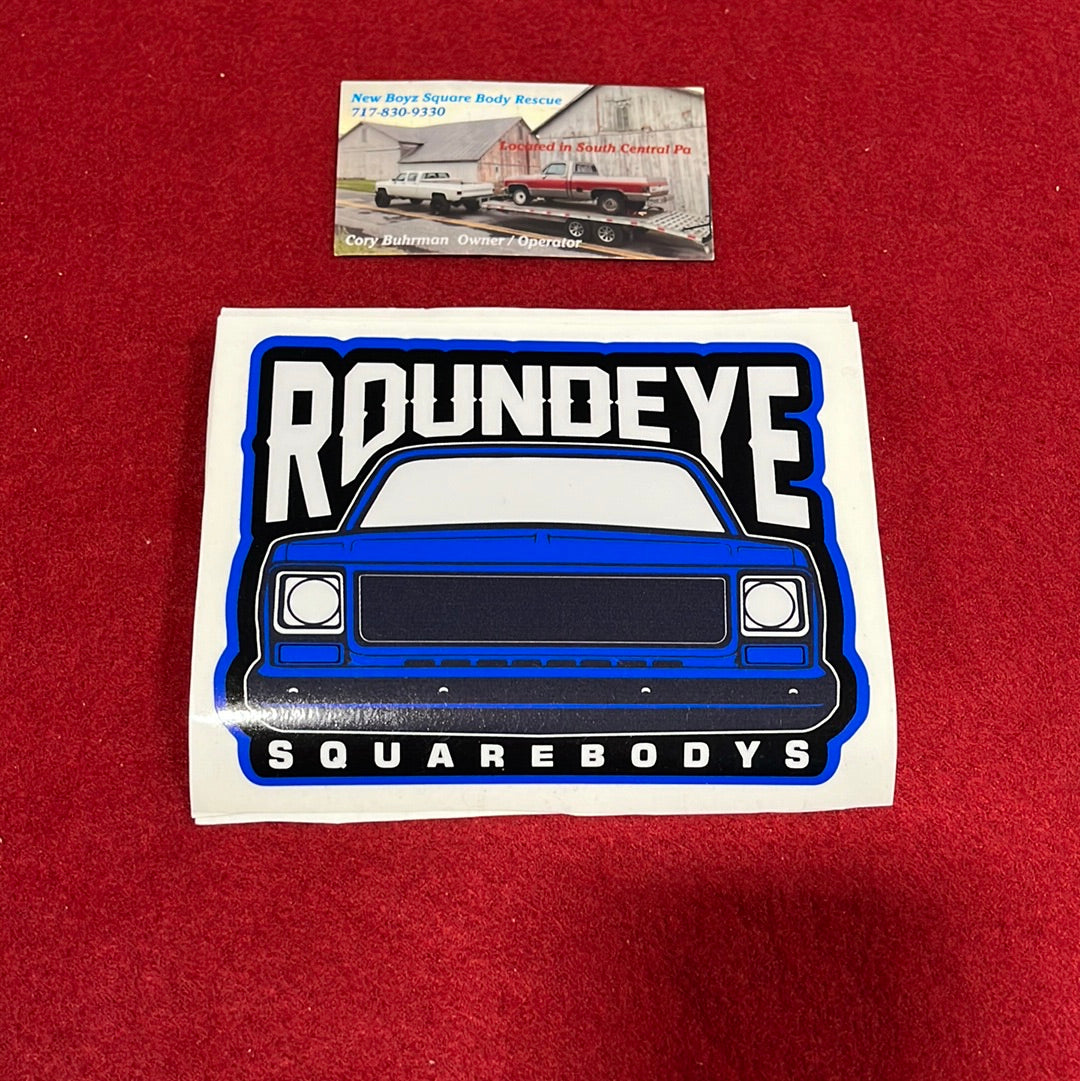 New Boyz Square Body Rescue
717-830-9330
Located in South Central Pa
Cory Buhrman Owner / Operator
ROUNDEYE
SQUAREBODYS